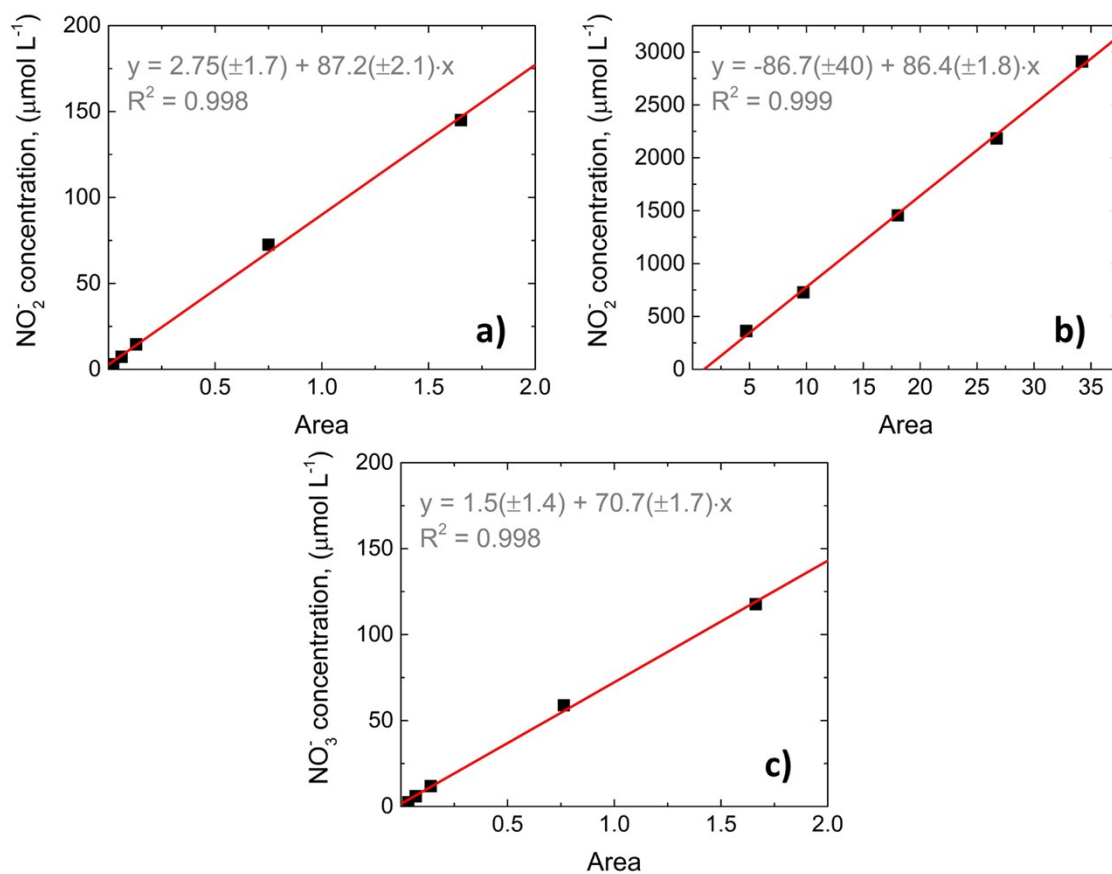 NO₂⁻ concentration, (μmol L⁻¹)
200
150
100
50
0
y = 2.75(±1.7) + 87.2(±2.1)·x
R² = 0.998
a)
0.5 1.0 1.5 2.0
Area
NO₂⁻ concentration, (μmol L⁻¹)
3000
2500
2000
1500
1000
500
0
y = -86.7(±40) + 86.4(±1.8)·x
R² = 0.999
b)
5 10 15 20 25 30 35
Area
NO₃⁻ concentration, (μmol L⁻¹)
200
150
100
50
0
y = 1.5(±1.4) + 70.7(±1.7)·x
R² = 0.998
c)
0.5 1.0 1.5 2.0
Area